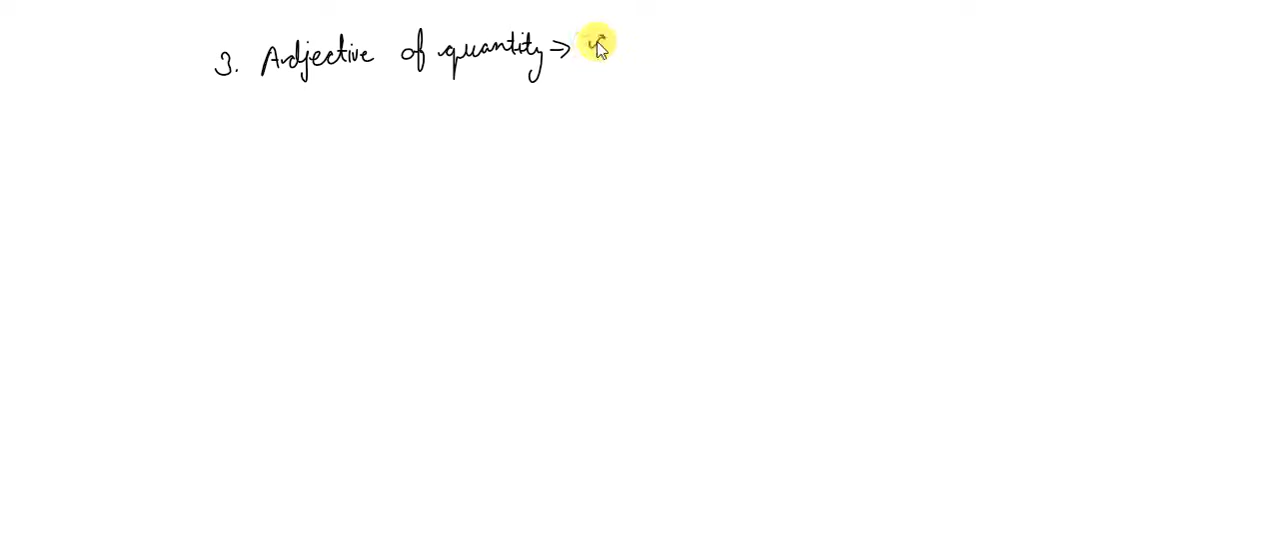 3. Adjective of quantity →